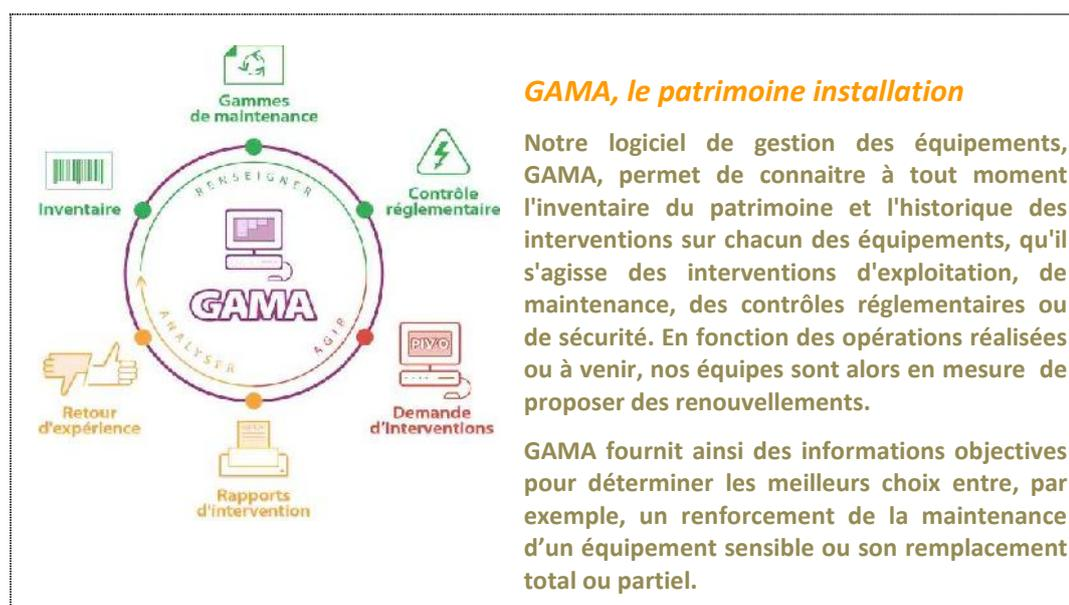 Gammes
de maintenance
Contrôle
réglementaire
Inventaire
RENSEIGNER
GAMA
ANALYSER
AGIR
PIVO
Demande
d'Interventions
Retour
d'expérience
Rapports
d'intervention
GAMA, le patrimoine installation
Notre logiciel de gestion des équipements,
GAMA, permet de connaitre à tout moment
l'inventaire du patrimoine et l'historique des
interventions sur chacun des équipements, qu'il
s'agisse des interventions d'exploitation, de
maintenance, des contrôles réglementaires ou
de sécurité. En fonction des opérations réalisées
ou à venir, nos équipes sont alors en mesure de
proposer des renouvellements.
GAMA fournit ainsi des informations objectives
pour déterminer les meilleurs choix entre, par
exemple, un renforcement de la maintenance
d’un équipement sensible ou son remplacement
total ou partiel.